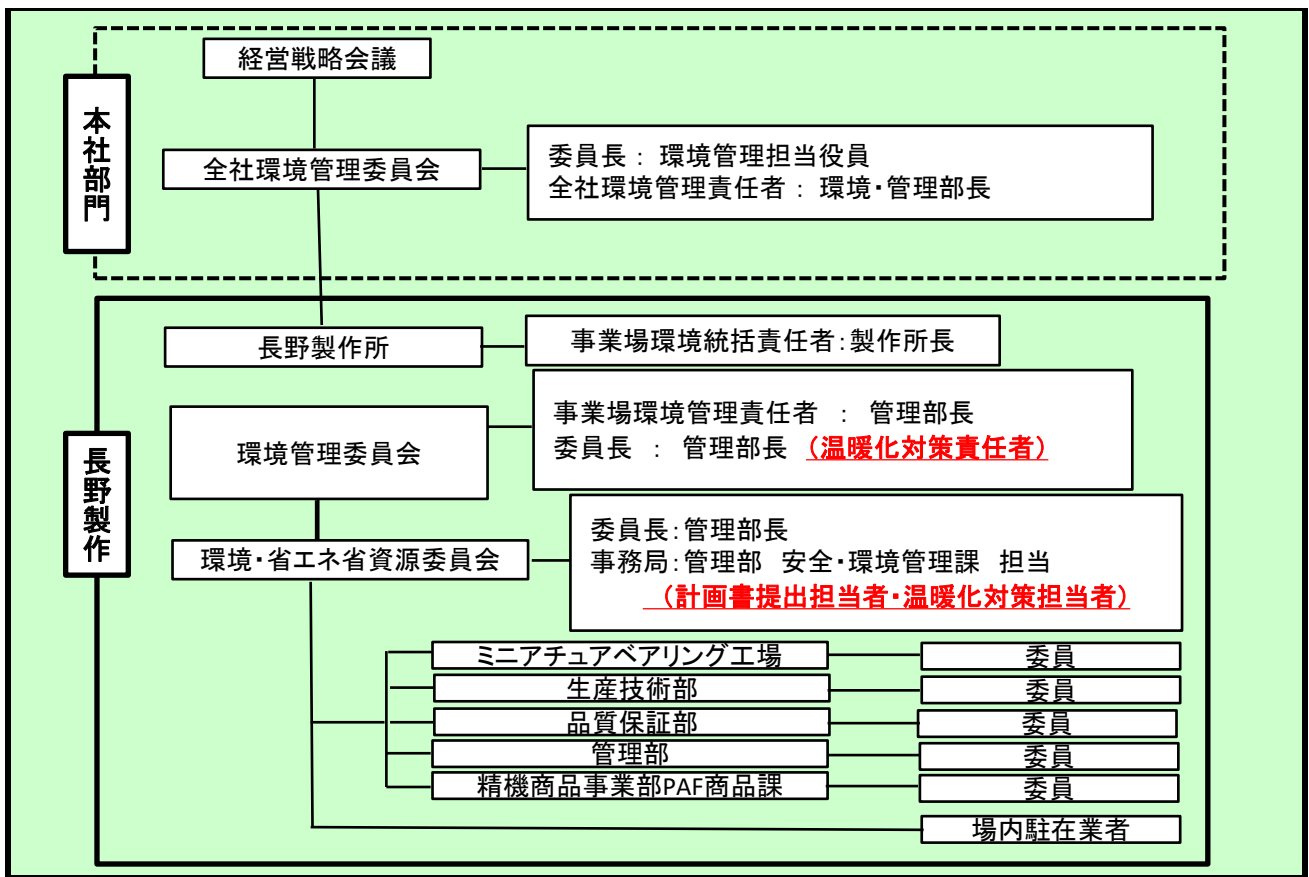 本社部門
経営戦略会議
全社環境管理委員会
委員長： 環境管理担当役員
全社環境管理責任者 ： 環境・管理部長
長野製作
長野製作所
事業場環境統括責任者：製作所長
環境管理委員会
事業場環境管理責任者 ： 管理部長
委員長 ： 管理部長 （温暖化対策責任者）
環境・省エネ省資源委員会
委員長：管理部長
事務局：管理部 安全・環境管理課 担当
（計画書提出担当者・温暖化対策担当者）
ミニアチュアベアリング工場 委員
生産技術部 委員
品質保証部 委員
管理部 委員
精機商品事業部PAF商品課 委員
場内駐在業者